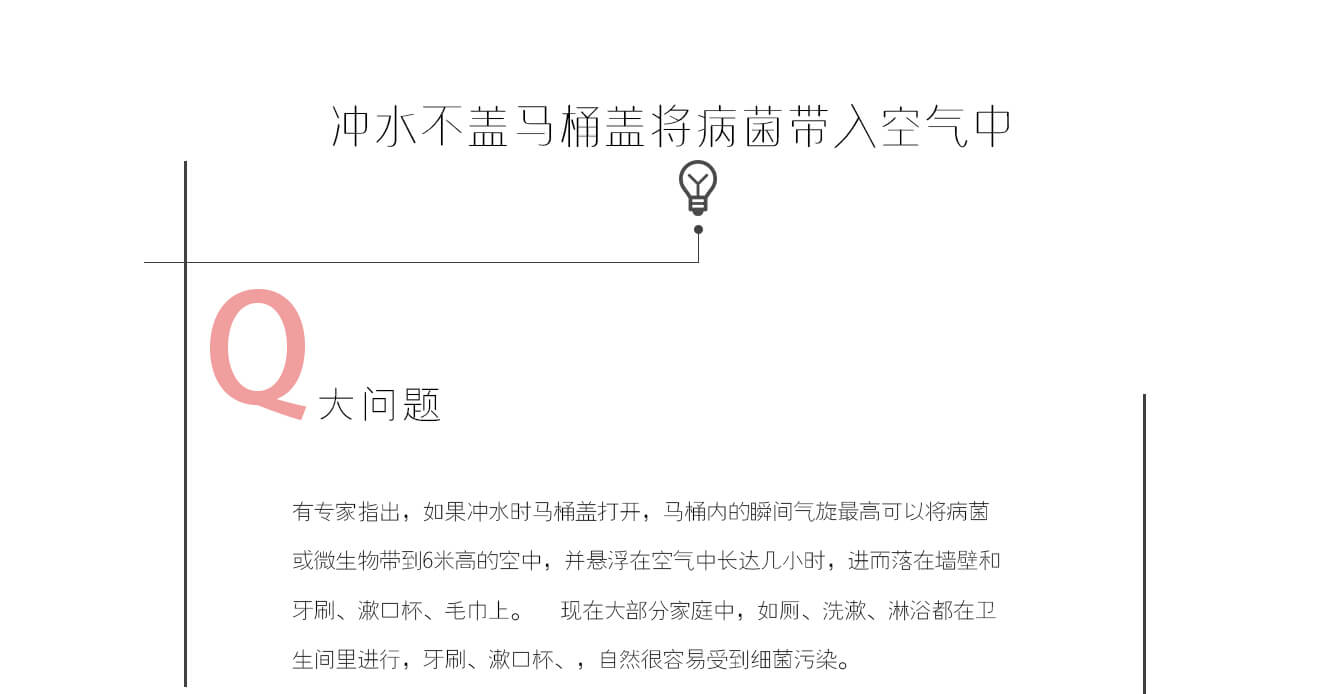 冲水不盖马桶盖将病菌带入空气中
Q
大问题
有专家指出，如果冲水时马桶盖打开，马桶内的瞬间气旋最高可以将病菌
或微生物带到6米高的空中，并悬浮在空气中长达几小时，进而落在墙壁和
牙刷、漱口杯、毛巾上。 现在大部分家庭中，如厕、洗漱、淋浴都在卫
生间里进行，牙刷、漱口杯、，自然很容易受到细菌污染。